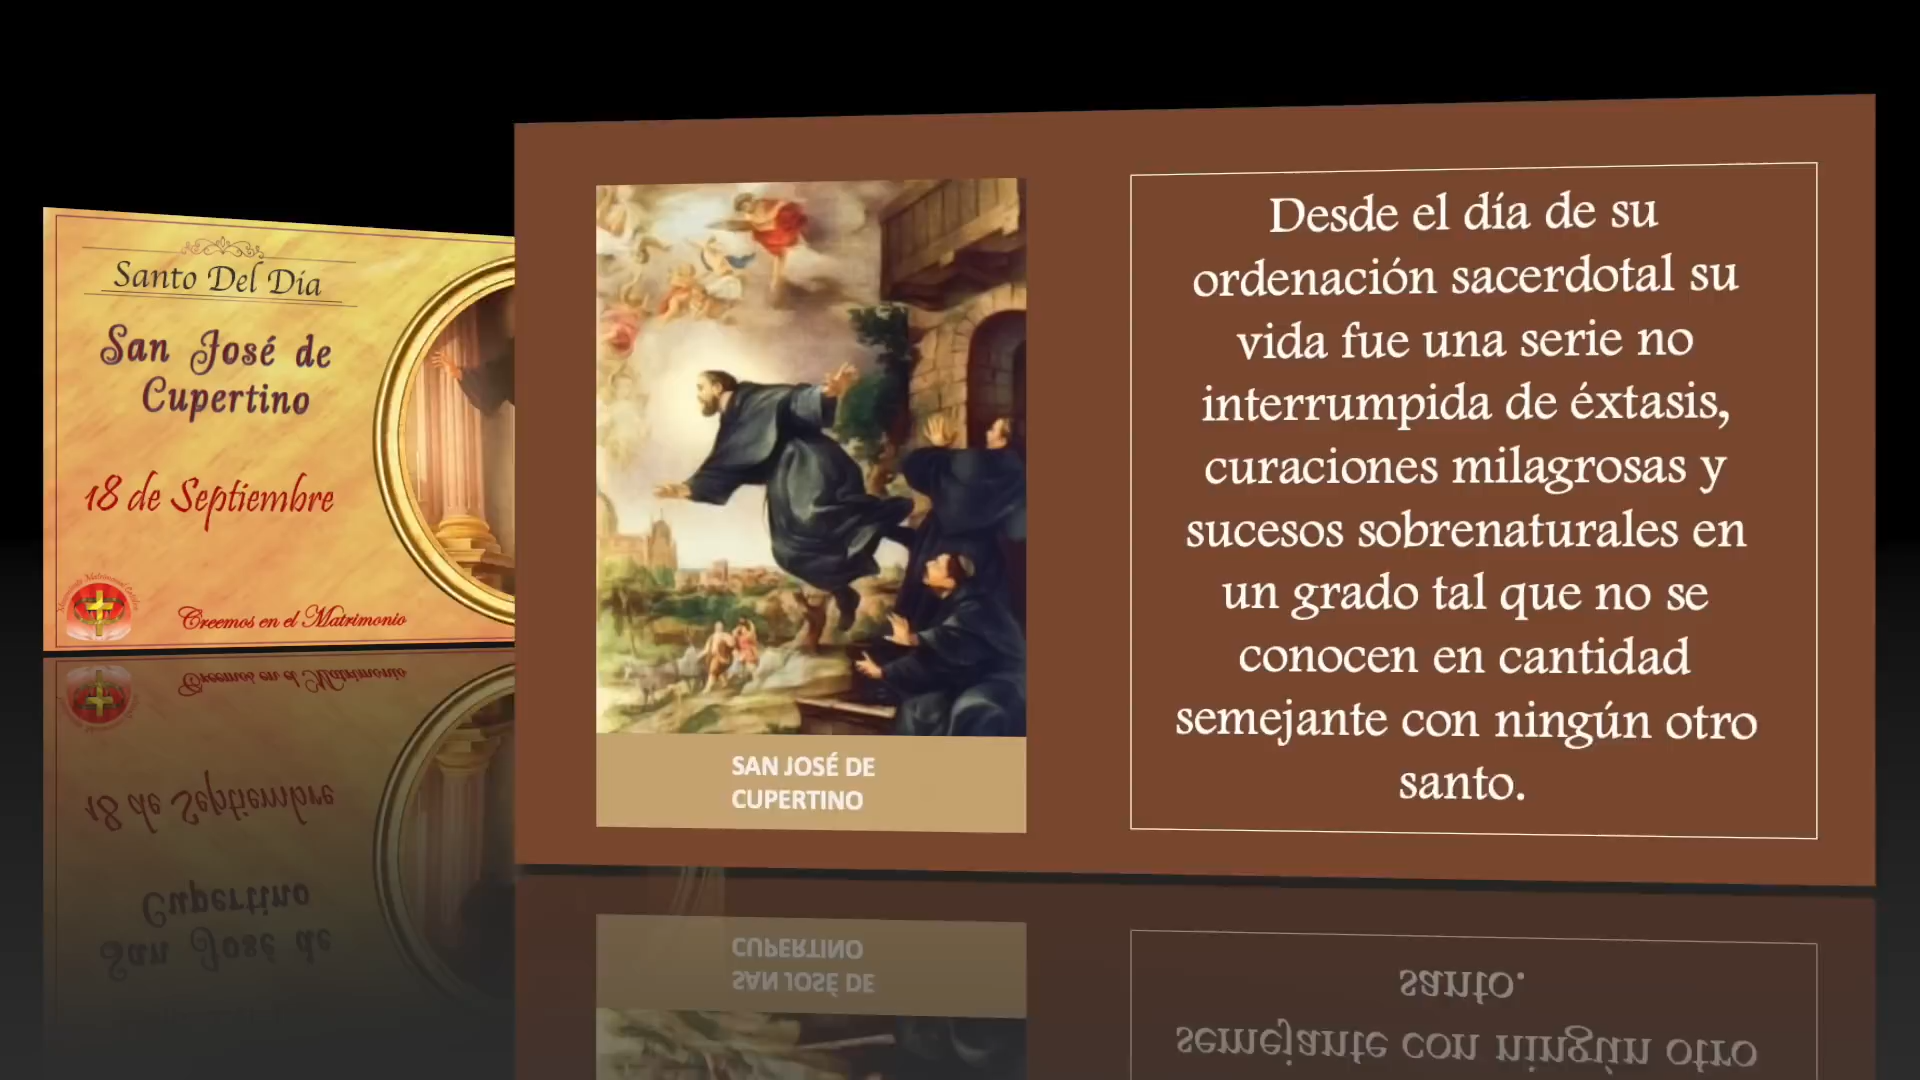 Santo Del Día
San José de
Cupertino
18 de Septiembre
Creemos en el Matrimonio
SAN JOSÉ DE
CUPERTINO
Desde el día de su
ordenación sacerdotal su
vida fue una serie no
interrumpida de éxtasis,
curaciones milagrosas y
sucesos sobrenaturales en
un grado tal que no se
conocen en cantidad
semejante con ningún otro
santo.